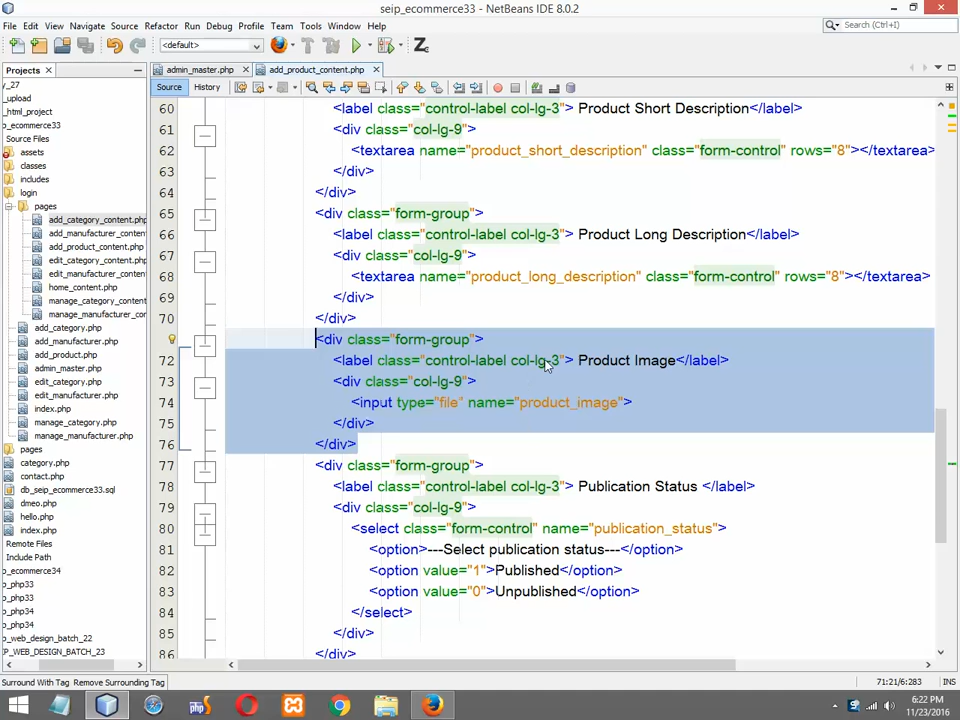 seip_ecommerce33 - NetBeans IDE 8.0.2
File Edit View Navigate Source Refactor Run Debug Profile Team Tools Window Help
<default>
Search (Ctrl+I)
Projects
admin_master.php
add_product_content.php
Source History
y_27
_upload
_html_project
p_ecommerce33
Source Files
assets
classes
includes
login
pages
add_category_content.php
add_manufacturer_conten
add_product_content.php
edit_category_content.php
edit_manufacturer_content
home_content.php
manage_category_content
manage_manufacturer_cor
add_category.php
add_manufacturer.php
add_product.php
admin_master.php
edit_category.php
edit_manufacturer.php
index.php
manage_category.php
manage_manufacturer.php
pages
category.php
contact.php
db_seip_ecommerce33.sql
dmeo.php
hello.php
index.php
Remote Files
Include Path
p_ecommerce34
p_php33
p_php33
p_php34
p_php34
p_web_design_batch_22
IP_WEB_DESIGN_BATCH_23
60 <label class="control-label col-lg-3"> Product Short Description</label>
61 <div class="col-lg-9">
62 <textarea name="product_short_description" class="form-control" rows="8"></textarea>
63 </div>
64 </div>
65 <div class="form-group">
66 <label class="control-label col-lg-3"> Product Long Description</label>
67 <div class="col-lg-9">
68 <textarea name="product_long_description" class="form-control" rows="8"></textarea>
69 </div>
70 </div>
<div class="form-group">
72 <label class="control-label col-lg-3"> Product Image</label>
73 <div class="col-lg-9">
74 <input type="file" name="product_image">
75 </div>
76 </div>
77 <div class="form-group">
78 <label class="control-label col-lg-3"> Publication Status </label>
79 <div class="col-lg-9">
80 <select class="form-control" name="publication_status">
81 <option>---Select publication status---</option>
82 <option value="1">Published</option>
83 <option value="0">Unpublished</option>
84 </select>
85 </div>
86 </div>
Surround With Tag Remove Surrounding Tag
71:21/6:283 INS
6:22 PM
11/23/2016